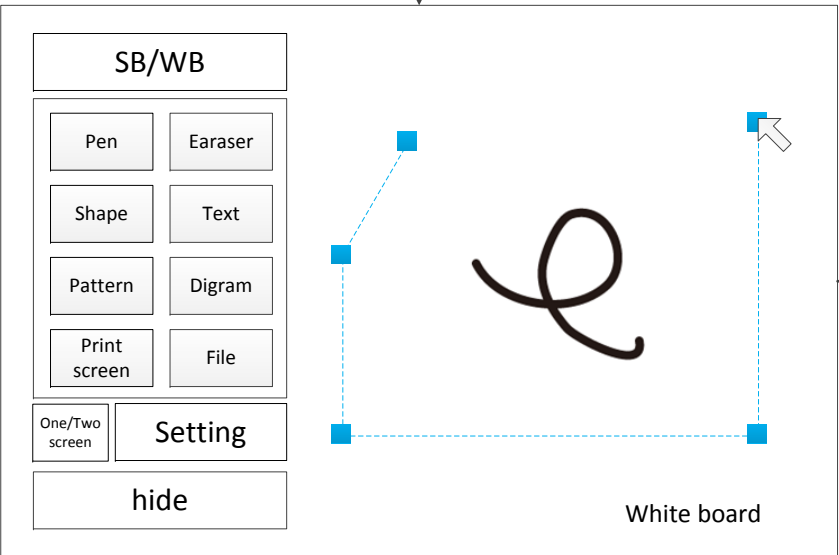 SB/WB
Pen
Earaser
Shape
Text
Pattern
Digram
Print
screen
File
One/Two
screen
Setting
hide
White board